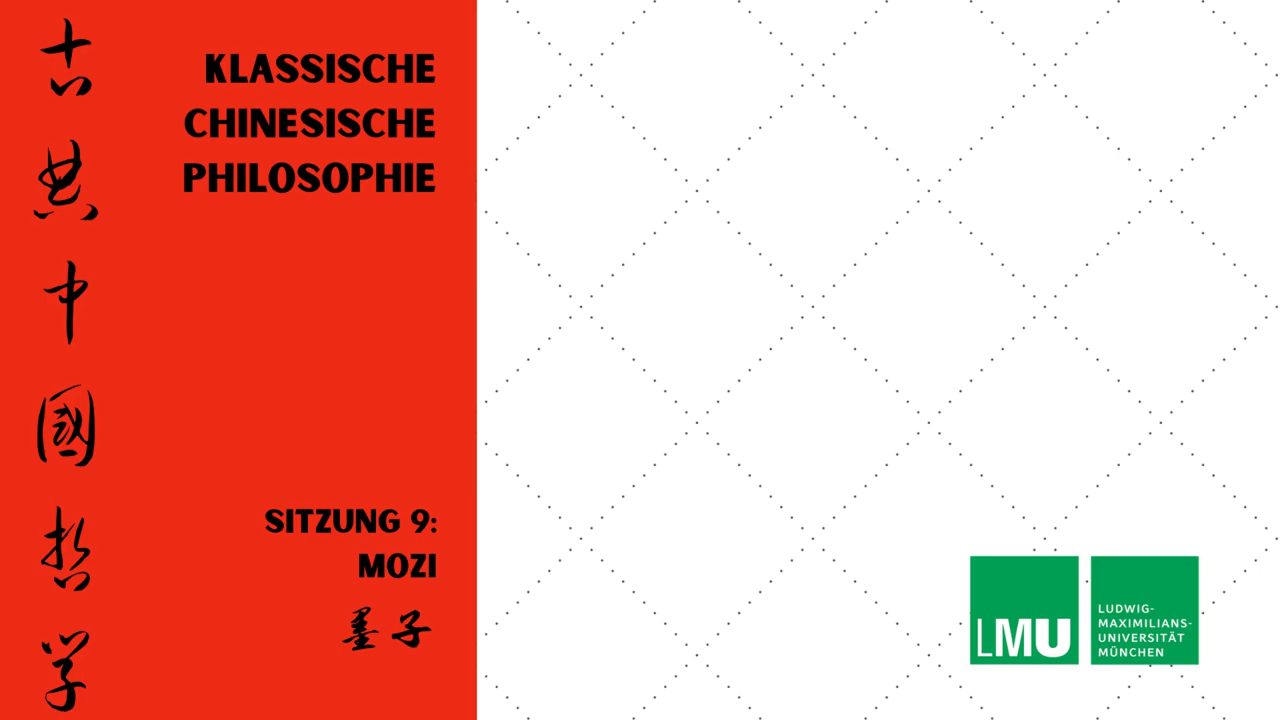 古典中國哲学
KLASSISCHE
CHINESISCHE
PHILOSOPHIE
SITZUNG 9:
MOZI
墨子
LMU
LUDWIG-
MAXIMILIANS-
UNIVERSITÄT
MÜNCHEN